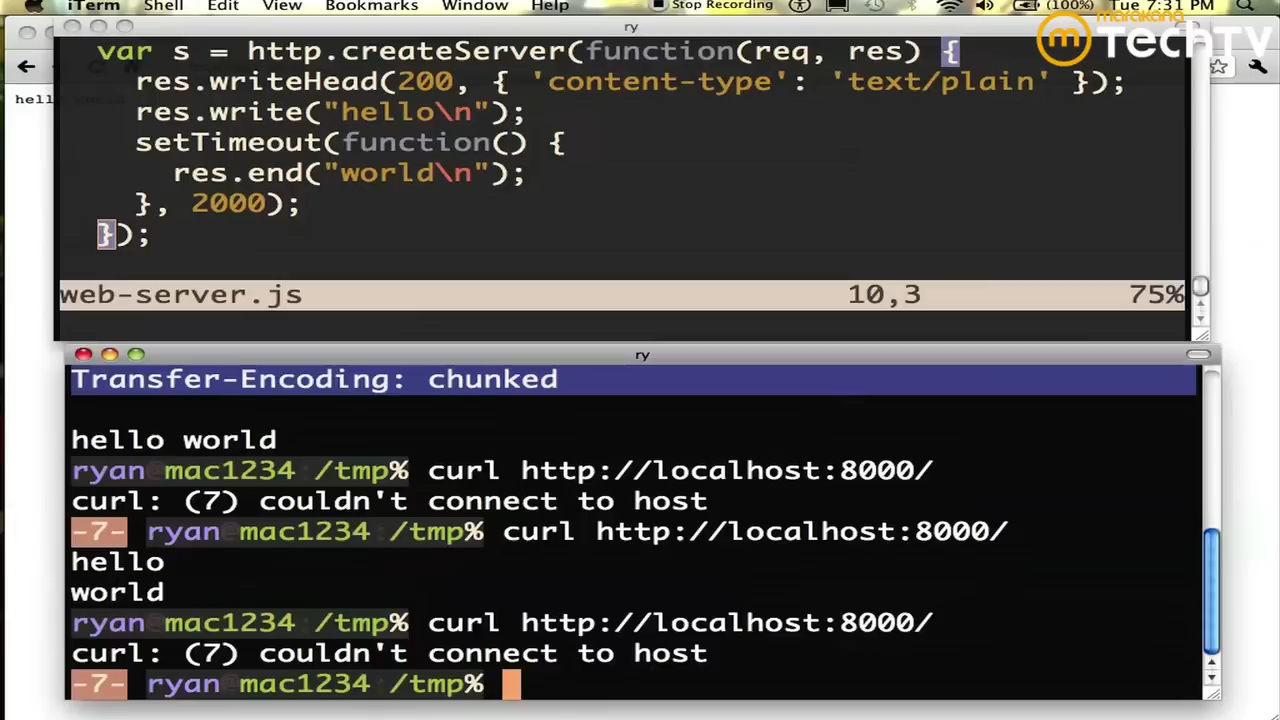 iTerm Shell Edit View Bookmarks Window Help Stop Recording (100%) Tue 7:31 PM
marakana
TechTV
ry
var s = http.createServer(function(req, res) {
res.writeHead(200, { 'content-type': 'text/plain' });
res.write("hello\n");
setTimeout(function() {
res.end("world\n");
}, 2000);
});
web-server.js 10,3 75%
ry
Transfer-Encoding: chunked
hello world
ryan@mac1234:/tmp% curl http://localhost:8000/
curl: (7) couldn't connect to host
-7- ryan@mac1234:/tmp% curl http://localhost:8000/
hello
world
ryan@mac1234:/tmp% curl http://localhost:8000/
curl: (7) couldn't connect to host
-7- ryan@mac1234:/tmp%